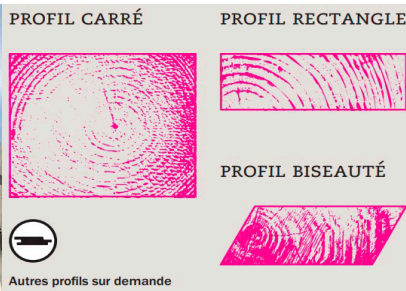 PROFIL CARRÉ
PROFIL RECTANGLE
PROFIL BISEAUTÉ
Autres profils sur demande